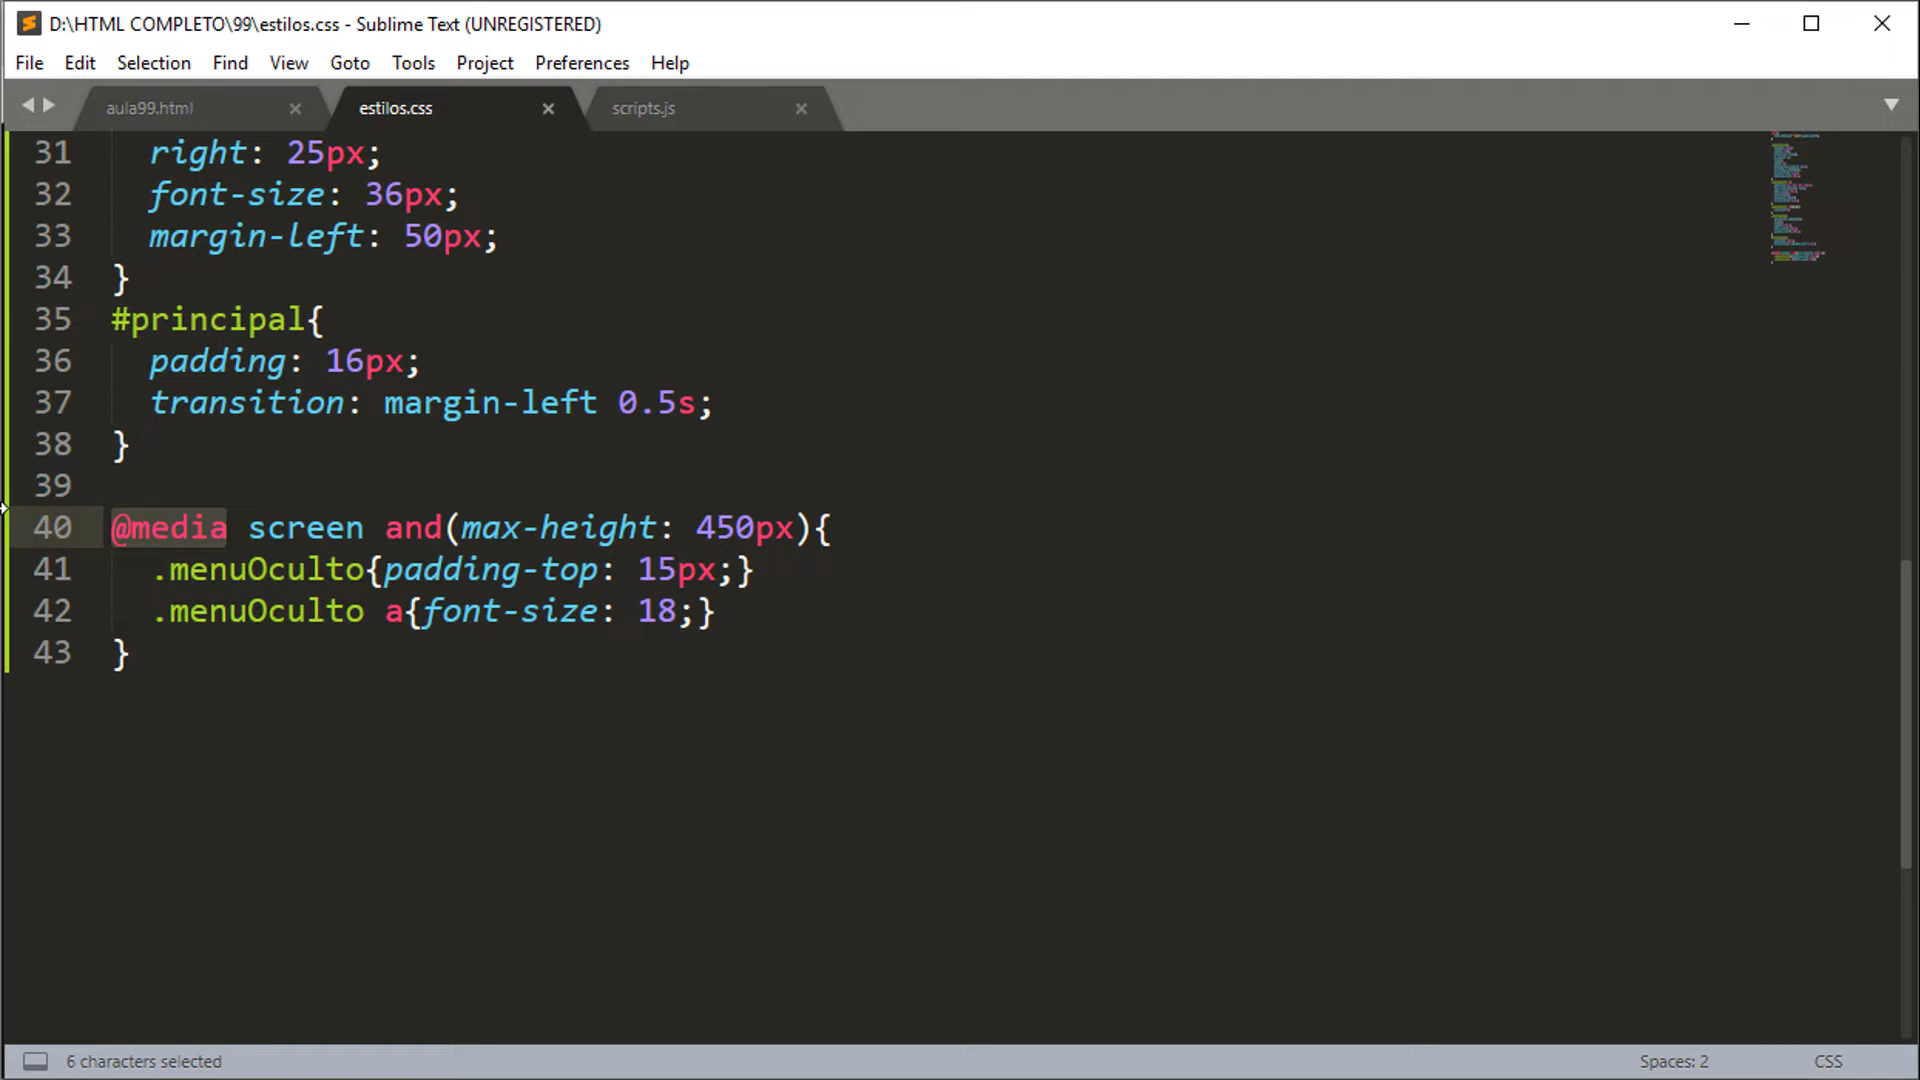 D:\HTML COMPLETO\99\estilos.css - Sublime Text (UNREGISTERED)
File Edit Selection Find View Goto Tools Project Preferences Help
aula99.html estilos.css scripts.js
31 right: 25px;
32 font-size: 36px;
33 margin-left: 50px;
34 }
35 #principal{
36 padding: 16px;
37 transition: margin-left 0.5s;
38 }
39
40 @media screen and(max-height: 450px){
41 .menuOculto{padding-top: 15px;}
42 .menuOculto a{font-size: 18;}
43 }
6 characters selected Spaces: 2 CSS